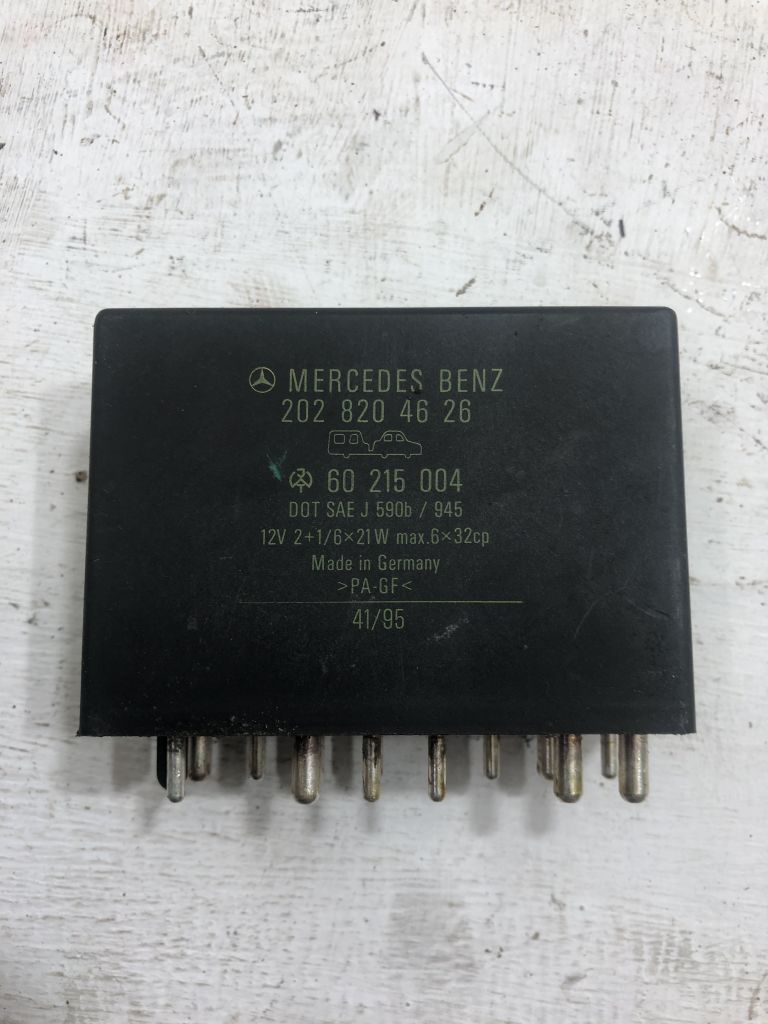 MERCEDES BENZ
202 820 46 26
60 215 004
DOT SAE J 590b / 945
12V 2+1/6×21W max.6×32cp
Made in Germany
>PA-GF<
41/95